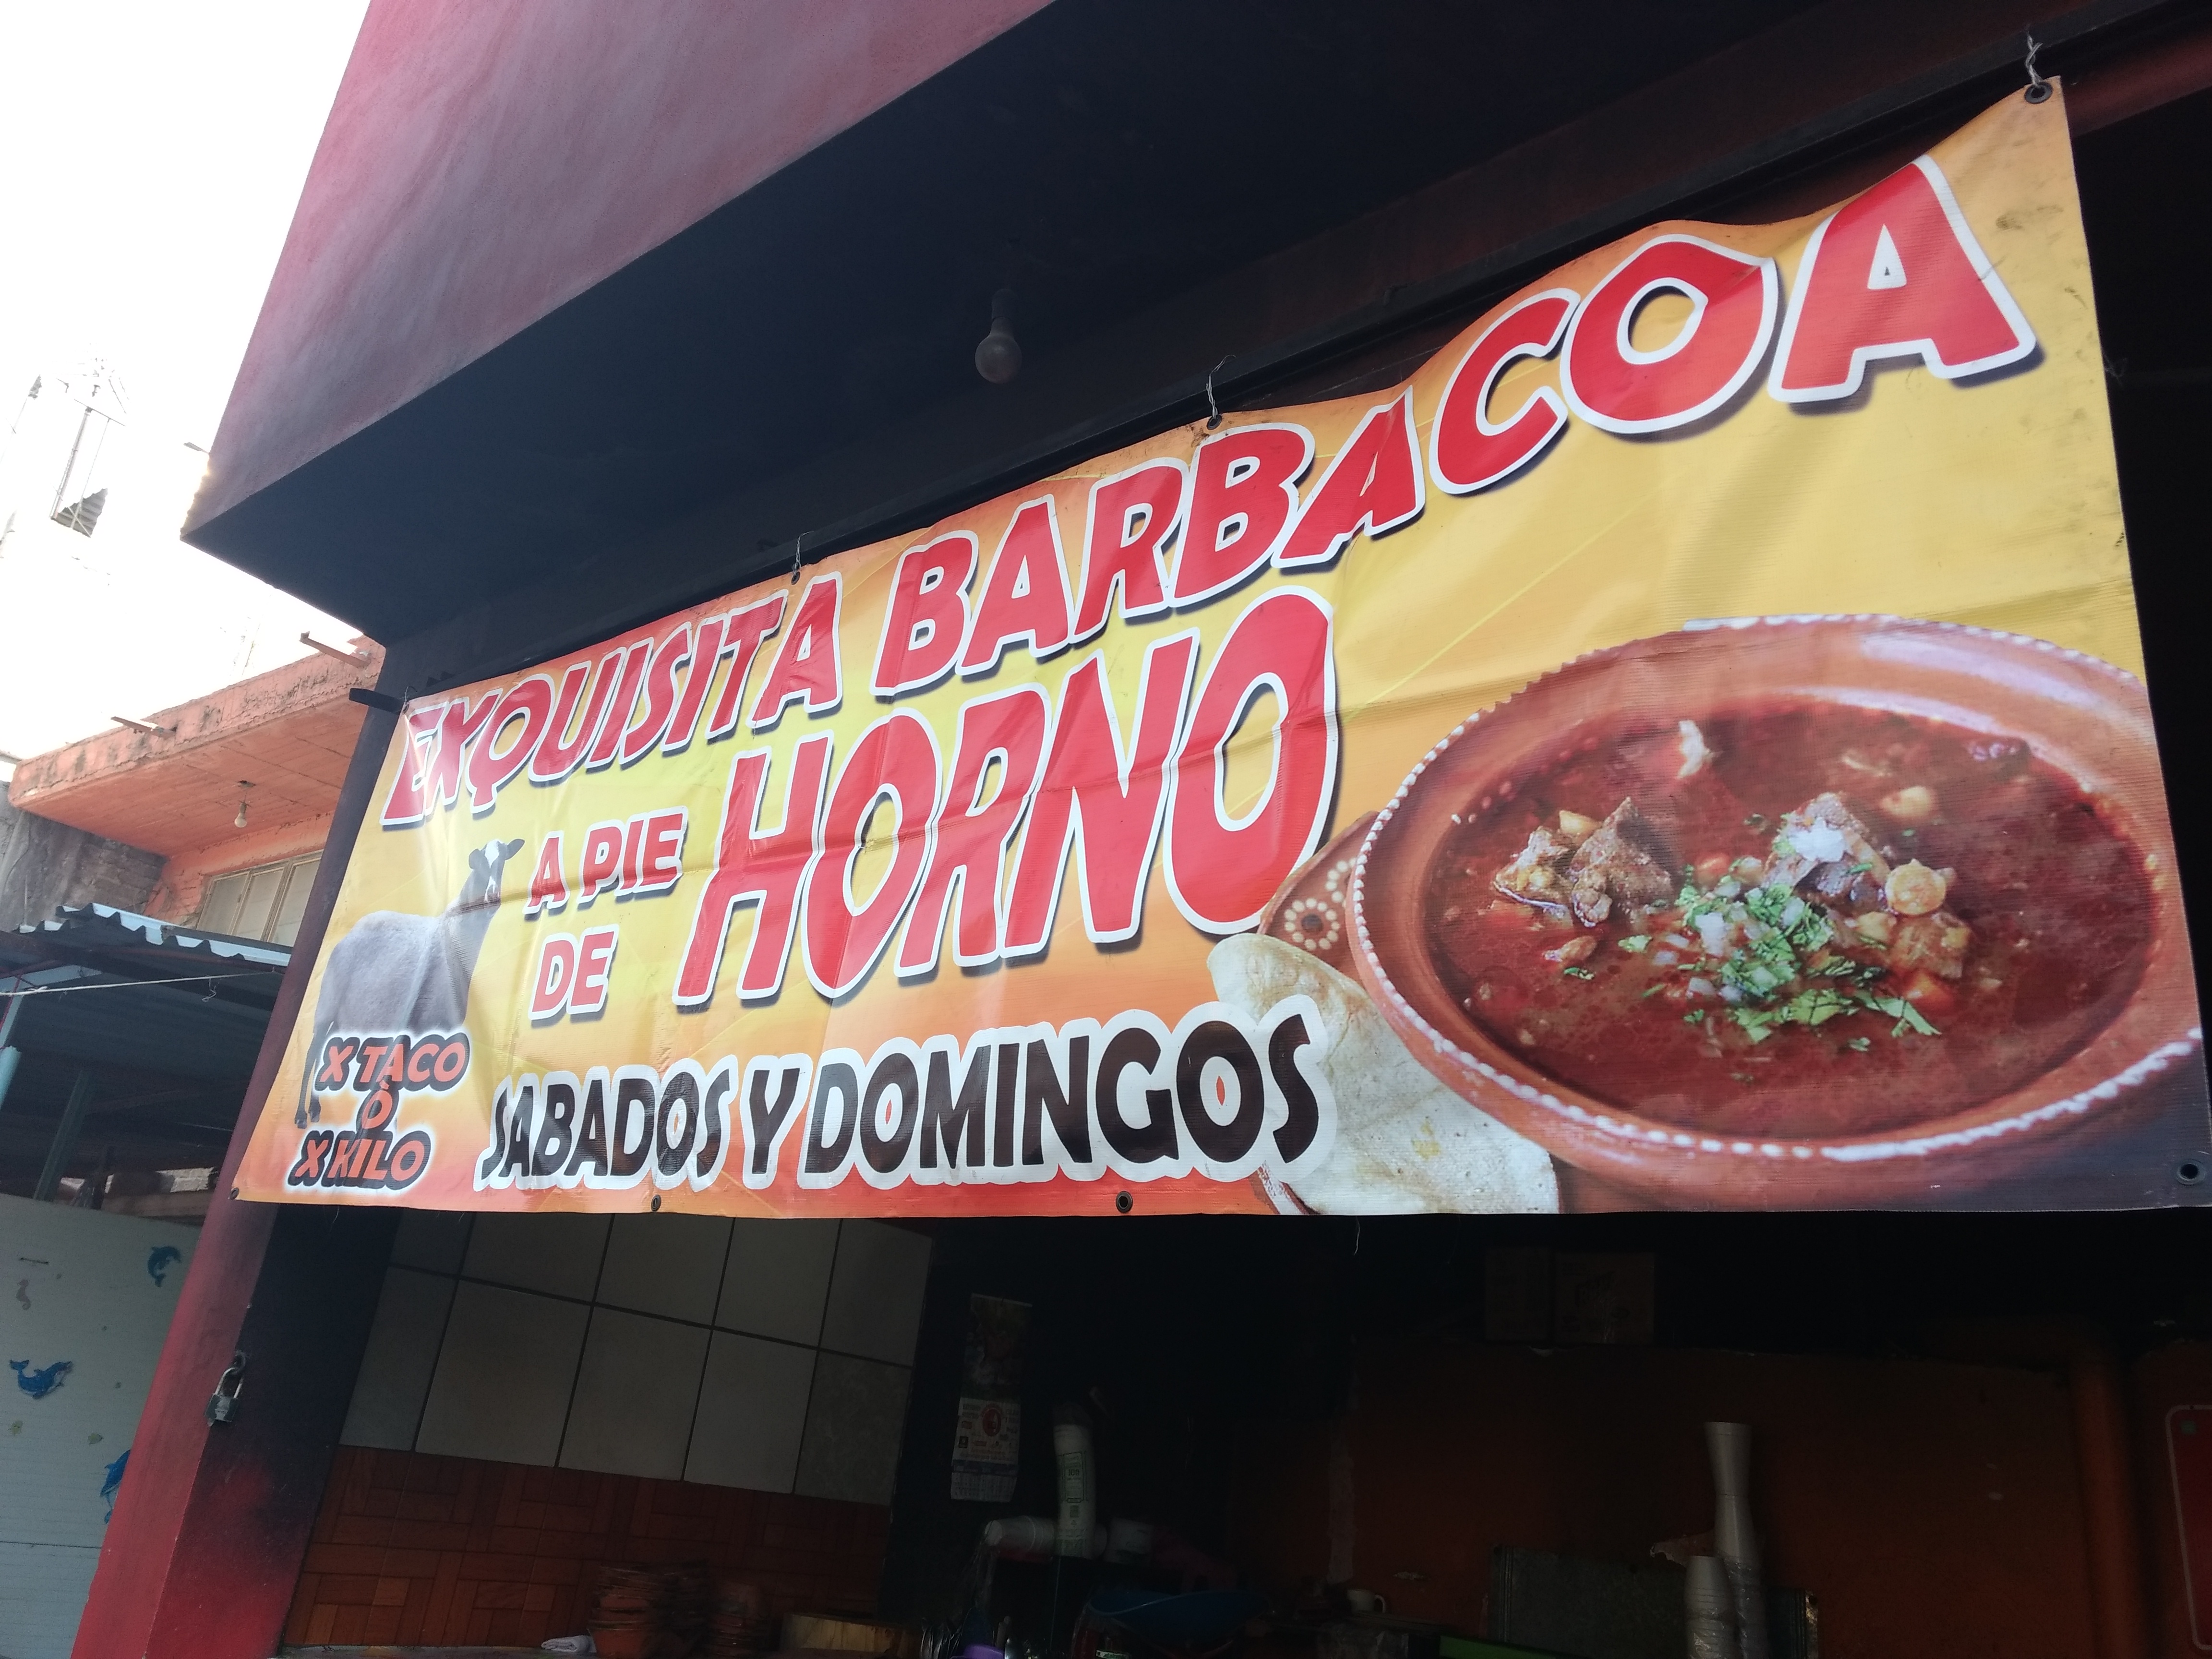 EXQUISITA BARBACOA
A PIE
DE
HORNO
X TACO
Ó
X KILO
SABADOS Y DOMINGOS